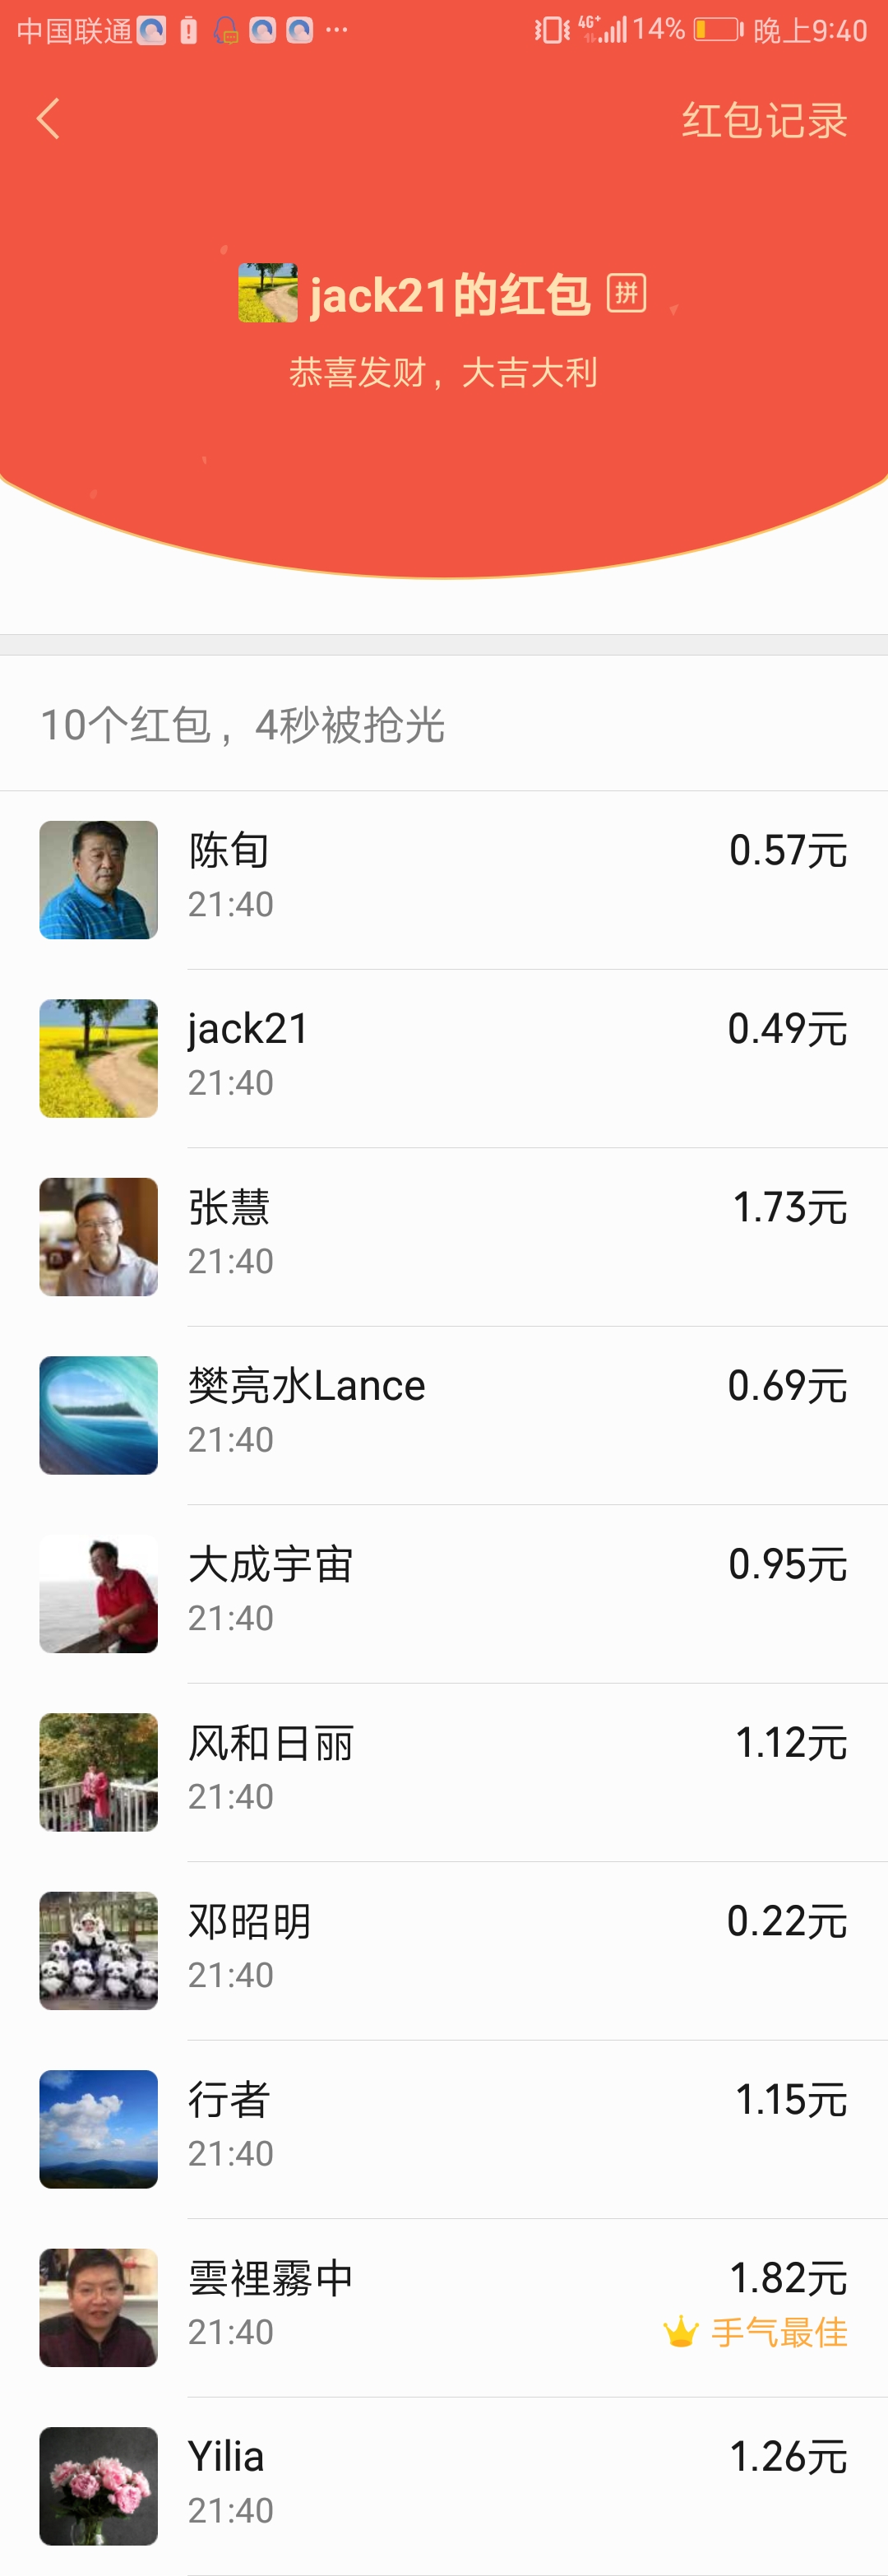 中国联通 4G+ 14% 晚上9:40
红包记录
jack21的红包 拼
恭喜发财，大吉大利
10个红包，4秒被抢光
陈旬 0.57元
21:40
jack21 0.49元
21:40
张慧 1.73元
21:40
樊亮水Lance 0.69元
21:40
大成宇宙 0.95元
21:40
风和日丽 1.12元
21:40
邓昭明 0.22元
21:40
行者 1.15元
21:40
雲裡霧中 1.82元
21:40 手气最佳
Yilia 1.26元
21:40